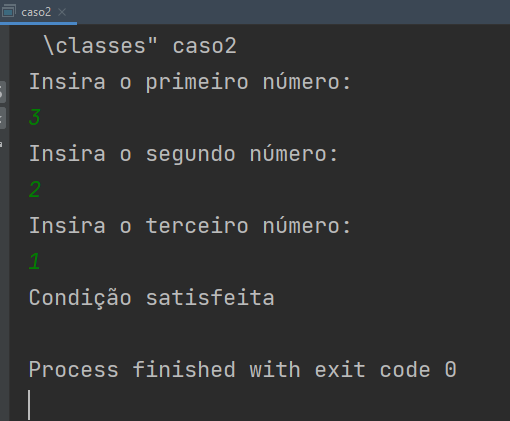 caso2
\classes" caso2
Insira o primeiro número:
3
Insira o segundo número:
2
Insira o terceiro número:
1
Condição satisfeita
Process finished with exit code 0